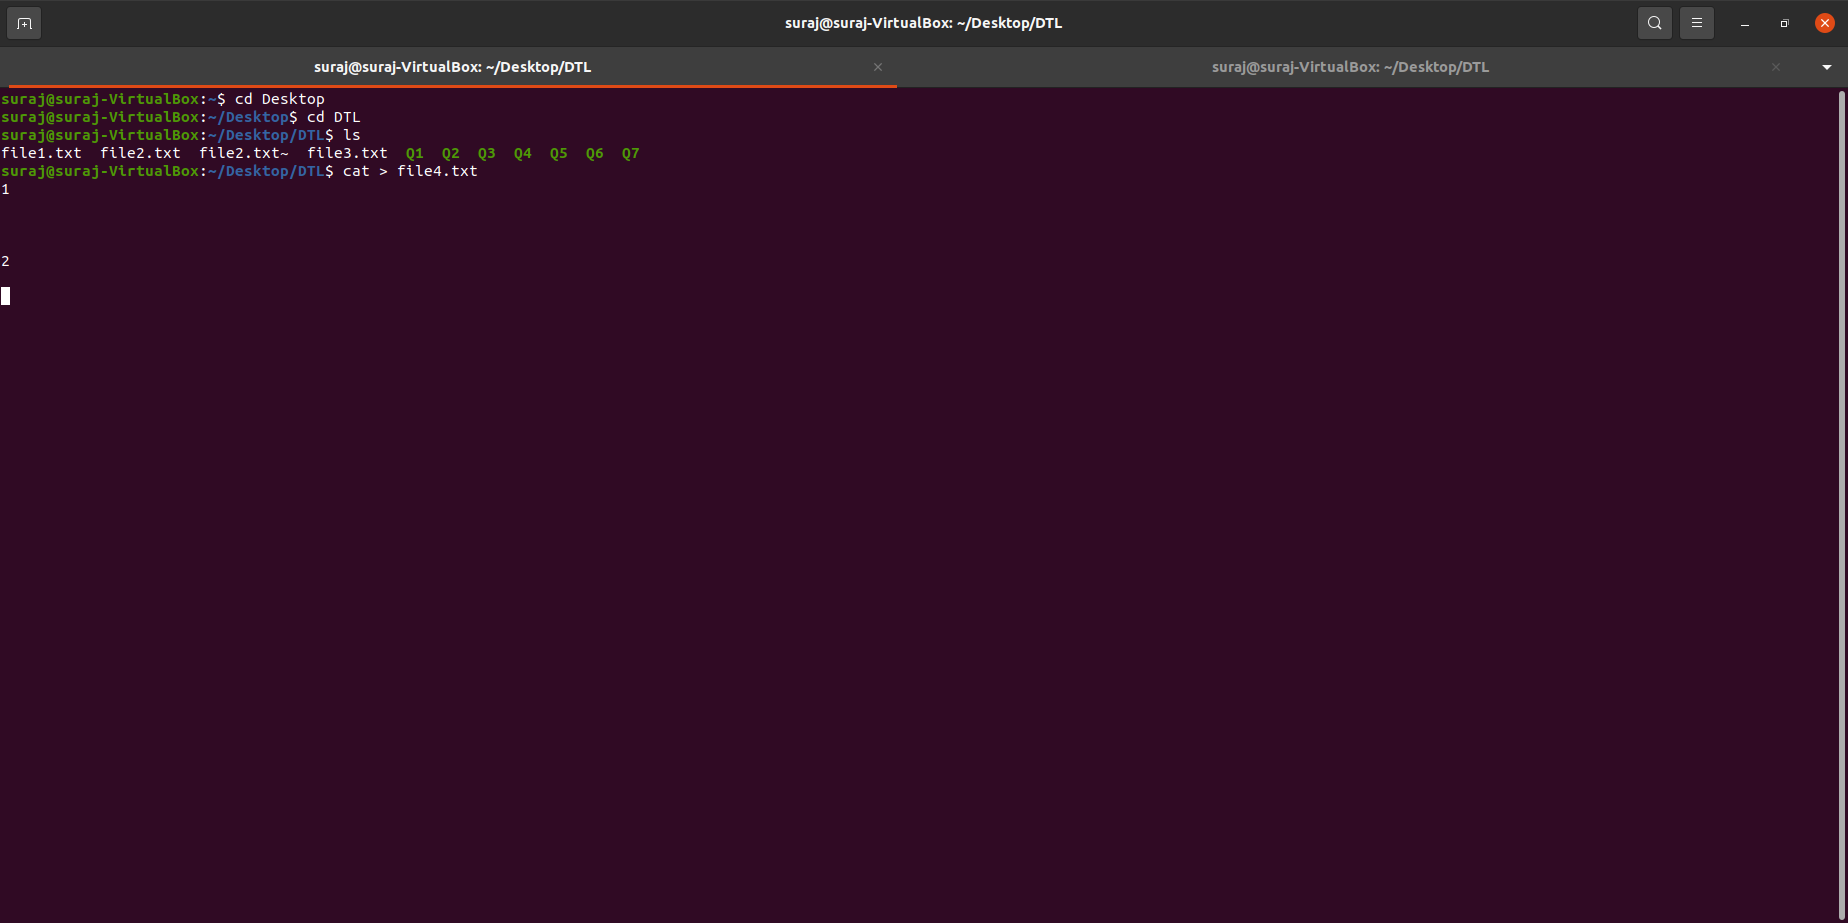 suraj@suraj-VirtualBox: ~/Desktop/DTL
suraj@suraj-VirtualBox: ~/Desktop/DTL
suraj@suraj-VirtualBox: ~/Desktop/DTL
suraj@suraj-VirtualBox:~$ cd Desktop
suraj@suraj-VirtualBox:~/Desktop$ cd DTL
suraj@suraj-VirtualBox:~/Desktop/DTL$ ls
file1.txt  file2.txt  file2.txt~  file3.txt  Q1  Q2  Q3  Q4  Q5  Q6  Q7
suraj@suraj-VirtualBox:~/Desktop/DTL$ cat > file4.txt
1
2